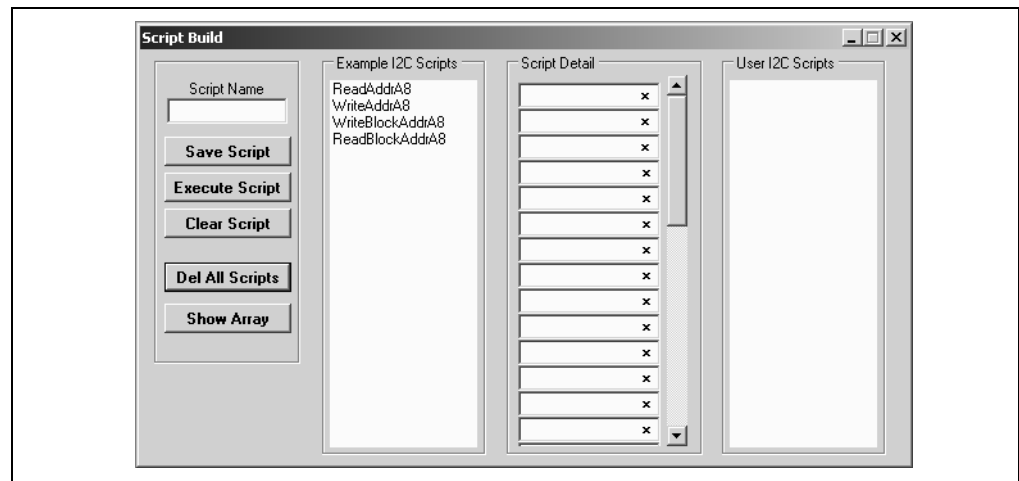 Script Build
Script Name
Save Script
Execute Script
Clear Script
Del All Scripts
Show Array
Example I2C Scripts
ReadAddrA8
WriteAddrA8
WriteBlockAddrA8
ReadBlockAddrA8
Script Detail
x
x
x
x
x
x
x
x
x
x
x
x
x
x
User I2C Scripts